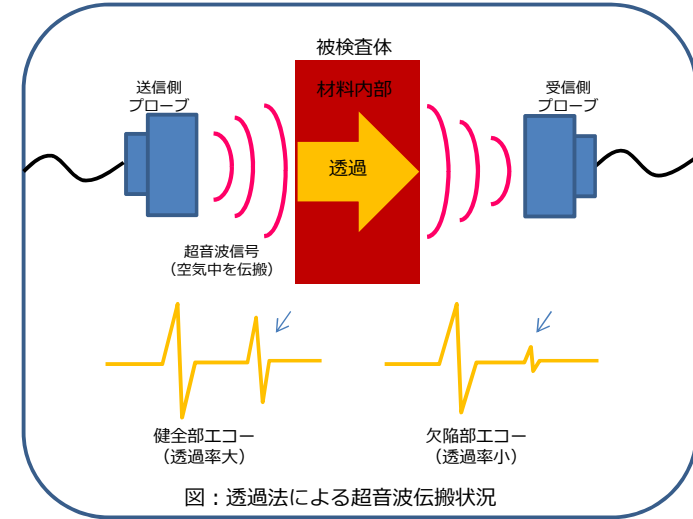 被検査体
送信側
プローブ
材料内部
受信側
プローブ
透過
超音波信号
（空気中を伝搬）
健全部エコー
（透過率大）
欠陥部エコー
（透過率小）
図：透過法による超音波伝搬状況